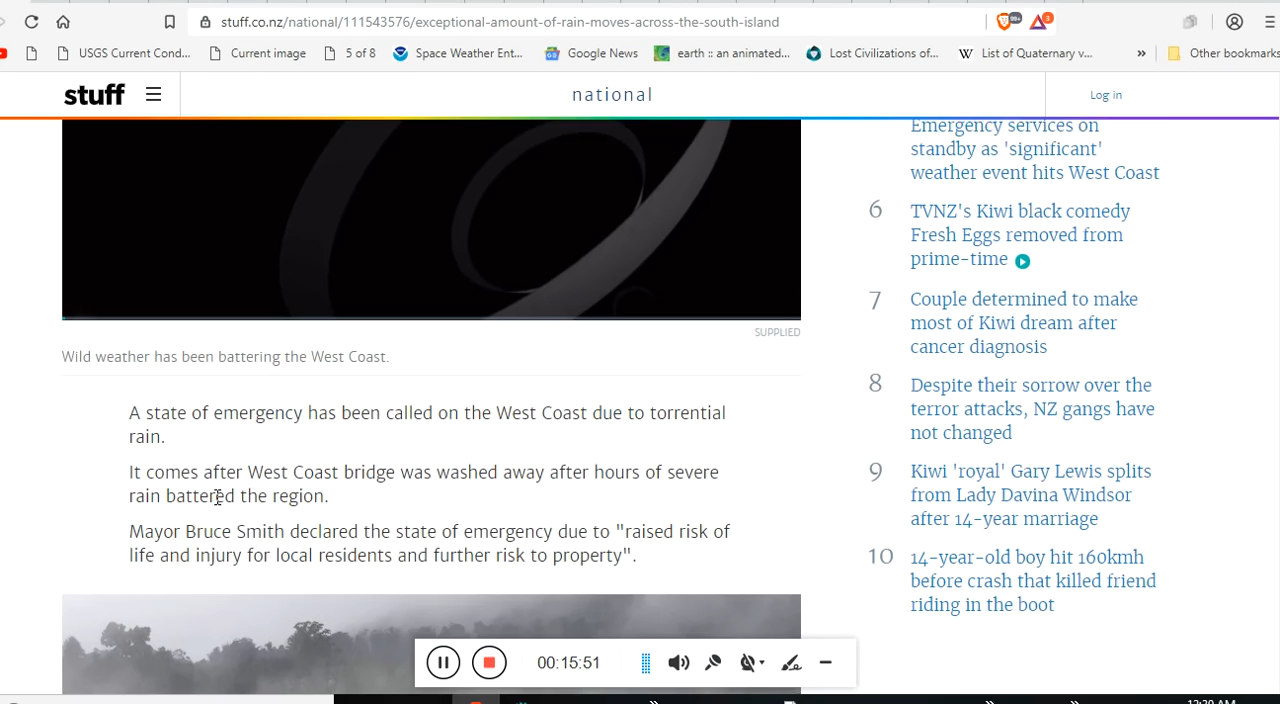 stuff.co.nz/national/111543576/exceptional-amount-of-rain-moves-across-the-south-island
99+
3
USGS Current Cond...
Current image
5 of 8
Space Weather Ent...
Google News
earth :: an animated...
Lost Civilizations of...
W
List of Quaternary v...
»
Other bookmarks
stuff
national
Log in
SUPPLIED
Wild weather has been battering the West Coast.
A state of emergency has been called on the West Coast due to torrential
rain.
It comes after West Coast bridge was washed away after hours of severe
rain battered the region.
Mayor Bruce Smith declared the state of emergency due to "raised risk of
life and injury for local residents and further risk to property".
Emergency services on
standby as 'significant'
weather event hits West Coast
6 TVNZ's Kiwi black comedy
Fresh Eggs removed from
prime-time
7 Couple determined to make
most of Kiwi dream after
cancer diagnosis
8 Despite their sorrow over the
terror attacks, NZ gangs have
not changed
9 Kiwi 'royal' Gary Lewis splits
from Lady Davina Windsor
after 14-year marriage
10 14-year-old boy hit 160kmh
before crash that killed friend
riding in the boot
00:15:51